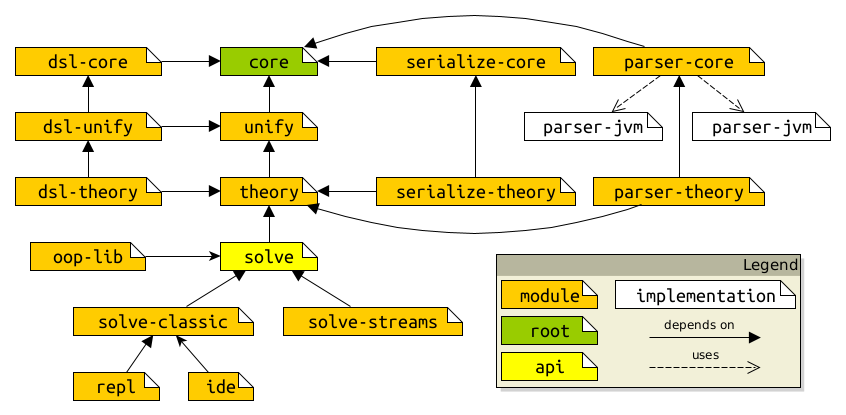 dsl-core
core
serialize-core
parser-core
dsl-unify
unify
parser-jvm
parser-jvm
dsl-theory
theory
serialize-theory
parser-theory
oop-lib
solve
Legend
module
implementation
solve-classic
solve-streams
root
depends on
api
uses
repl
ide